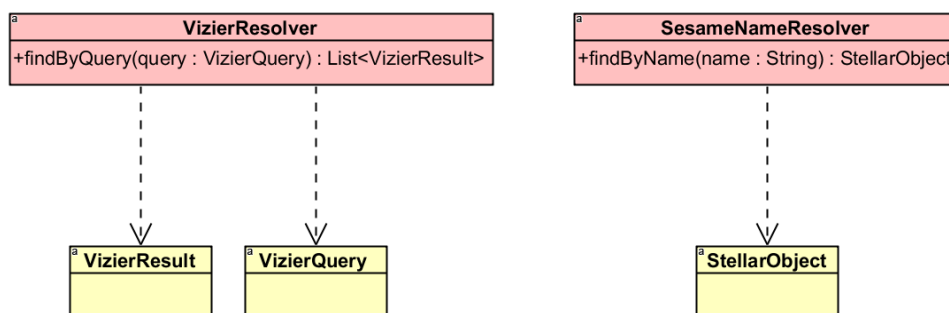 a
VizierResolver
+findByQuery(query : VizierQuery) : List<VizierResult>
a
SesameNameResolver
+findByName(name : String) : StellarObject
a
VizierResult
a
VizierQuery
a
StellarObject